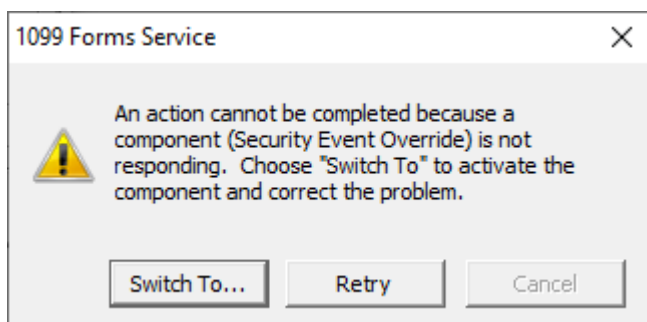 1099 Forms Service
An action cannot be completed because a
component (Security Event Override) is not
responding. Choose "Switch To" to activate the
component and correct the problem.
Switch To...
Retry
Cancel